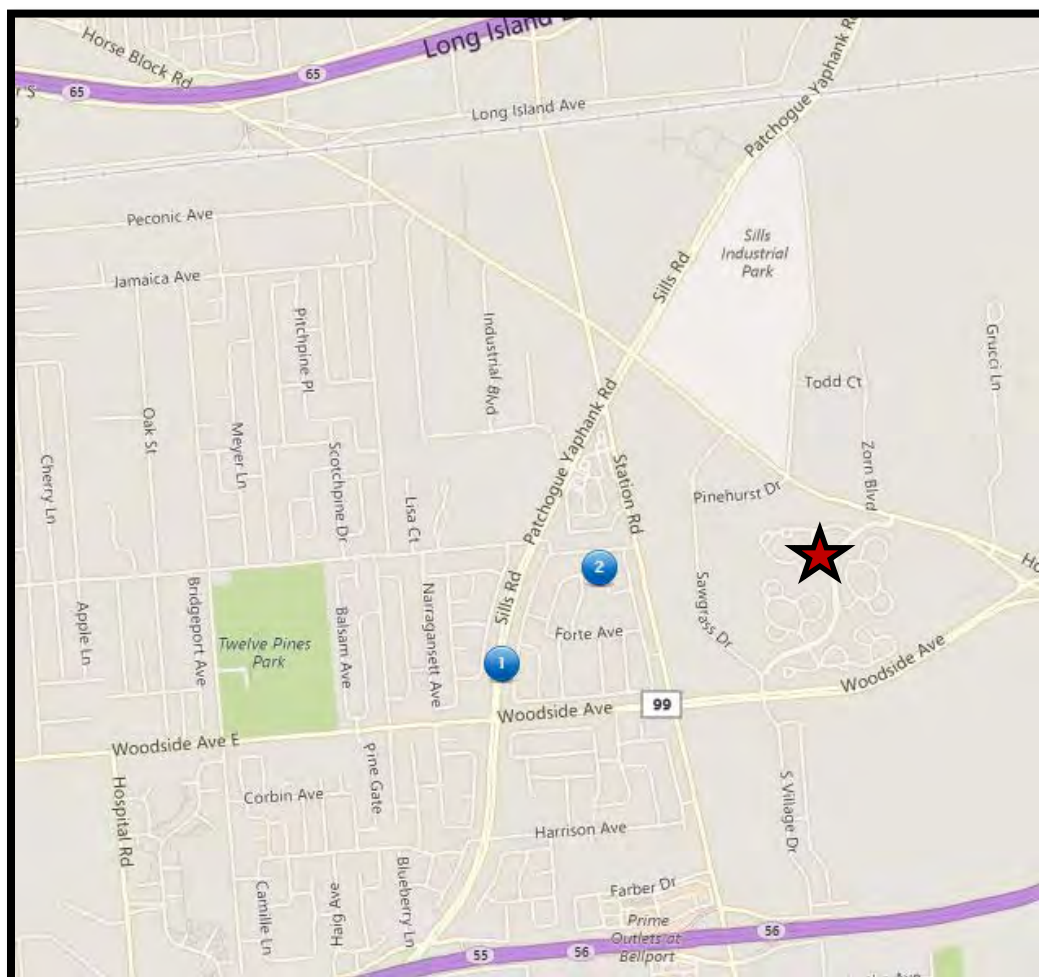 Horse Block Rd
Long Island
65
65
Long Island Ave
Patchogue Yaphank Rd
Peconic Ave
Jamaica Ave
Sills
Industrial
Park
Sills Rd
Pitchpine Pl
Industrial Blvd
Grucci Ln
Todd Ct
Patchogue Yaphank Rd
Oak St
Meyer Ln
Scotchpine Dr
Cherry Ln
Lisa Ct
Station Rd
Zorn Blvd
Pinehurst Dr
2
Sills Rd
Bridgeport Ave
Narragansett Ave
Sawgrass Dr
Apple Ln
Twelve Pines
Park
Balsam Ave
Forte Ave
1
Woodside Ave
99
Woodside Ave
Woodside Ave E
Pine Gate
Hospital Rd
Corbin Ave
S Village Dr
Harrison Ave
Camille Ln
Haig Ave
Blueberry Ln
Farber Dr
Prime
Outlets at
Bellport
55
56
56